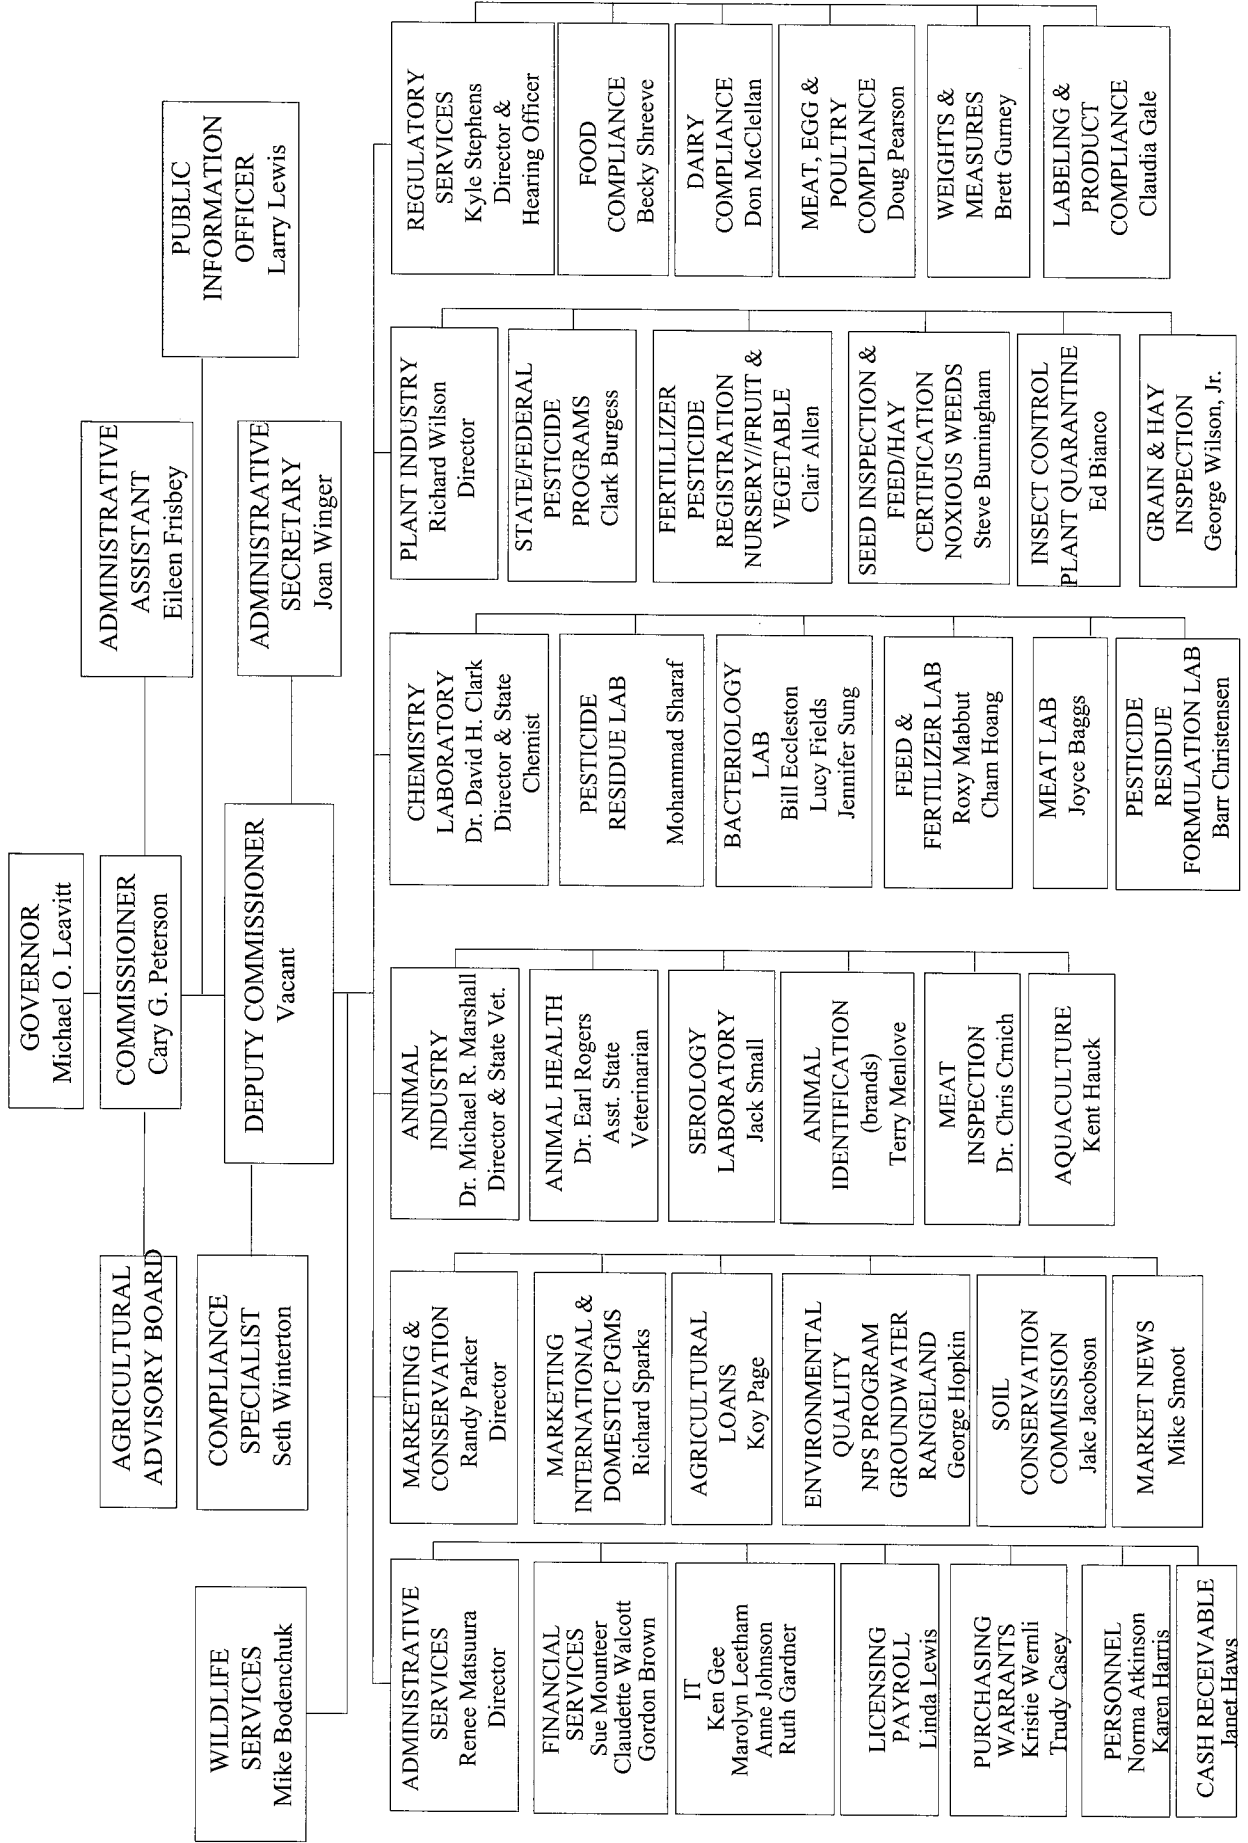 GOVERNOR
Michael O. Leavitt
COMMISSIOINER
Cary G. Peterson
AGRICULTURAL
ADVISORY BOARD
ADMINISTRATIVE
ASSISTANT
Eileen Frisbey
PUBLIC
INFORMATION
OFFICER
Larry Lewis
WILDLIFE
SERVICES
Mike Bodenchuk
COMPLIANCE
SPECIALIST
Seth Winterton
DEPUTY COMMISSIONER
Vacant
ADMINISTRATIVE
SECRETARY
Joan Winger
ADMINISTRATIVE
SERVICES
Renee Matsuura
Director
FINANCIAL
SERVICES
Sue Mounteer
Claudette Walcott
Gordon Brown
IT
Ken Gee
Marolyn Leetham
Anne Johnson
Ruth Gardner
LICENSING
PAYROLL
Linda Lewis
PURCHASING
WARRANTS
Kristie Wernli
Trudy Casey
PERSONNEL
Norma Atkinson
Karen Harris
CASH RECEIVABLE
Janet Haws
MARKETING &
CONSERVATION
Randy Parker
Director
MARKETING
INTERNATIONAL &
DOMESTIC PGMS
Richard Sparks
AGRICULTURAL
LOANS
Koy Page
ENVIRONMENTAL
QUALITY
NPS PROGRAM
GROUNDWATER
RANGELAND
George Hopkin
SOIL
CONSERVATION
COMMISSION
Jake Jacobson
MARKET NEWS
Mike Smoot
ANIMAL
INDUSTRY
Dr. Michael R. Marshall
Director & State Vet.
ANIMAL HEALTH
Dr. Earl Rogers
Asst. State
Veterinarian
SEROLOGY
LABORATORY
Jack Small
ANIMAL
IDENTIFICATION
(brands)
Terry Menlove
MEAT
INSPECTION
Dr. Chris Crnich
AQUACULTURE
Kent Hauck
CHEMISTRY
LABORATORY
Dr. David H. Clark
Director & State
Chemist
PESTICIDE
RESIDUE LAB
Mohammad Sharaf
BACTERIOLOGY
LAB
Bill Eccleston
Lucy Fields
Jennifer Sung
FEED &
FERTILIZER LAB
Roxy Mabbut
Cham Hoang
MEAT LAB
Joyce Baggs
PESTICIDE
RESIDUE
FORMULATION LAB
Barr Christensen
PLANT INDUSTRY
Richard Wilson
Director
STATE/FEDERAL
PESTICIDE
PROGRAMS
Clark Burgess
FERTILIZER
PESTICIDE
REGISTRATION
NURSERY//FRUIT &
VEGETABLE
Clair Allen
SEED INSPECTION &
FEED/HAY
CERTIFICATION
NOXIOUS WEEDS
Steve Burningham
INSECT CONTROL
PLANT QUARANTINE
Ed Bianco
GRAIN & HAY
INSPECTION
George Wilson, Jr.
REGULATORY
SERVICES
Kyle Stephens
Director &
Hearing Officer
FOOD
COMPLIANCE
Becky Shreeve
DAIRY
COMPLIANCE
Don McClellan
MEAT, EGG &
POULTRY
COMPLIANCE
Doug Pearson
WEIGHTS &
MEASURES
Brett Gurney
LABELING &
PRODUCT
COMPLIANCE
Claudia Gale